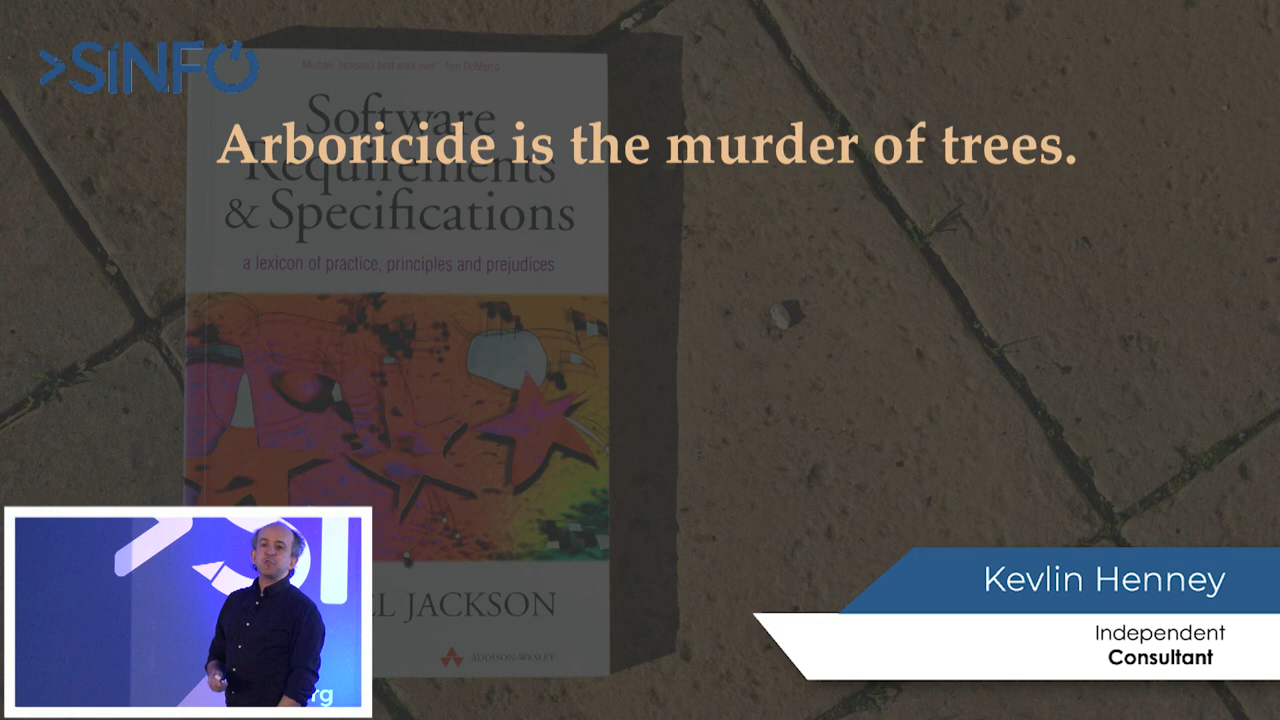 >SINFO
Michael Jackson's best work ever - Tom DeMarco
Arboricide is the murder of trees.
Software
Requirements
& Specifications
a lexicon of practice, principles and prejudices
JACKSON
ADDISON-WESLEY
Kevlin Henney
Independent
Consultant
rg